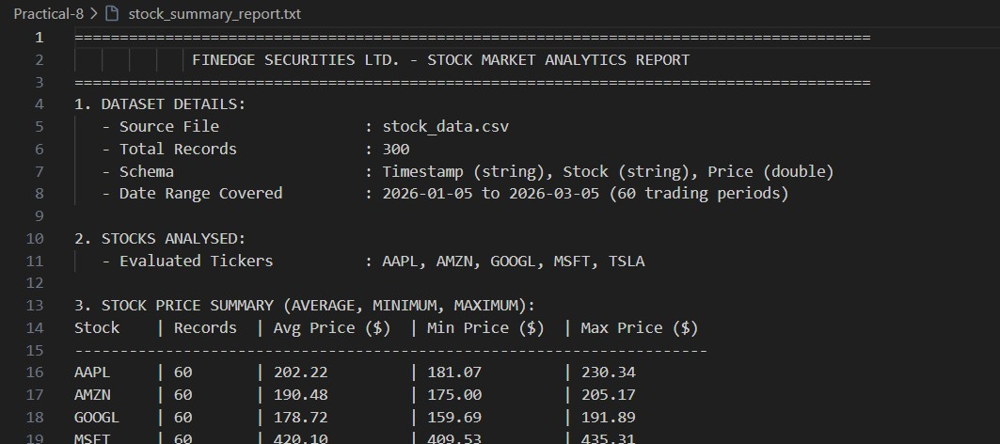 Practical-8 > stock_summary_report.txt
1 ========================================================================================
2 FINEDGE SECURITIES LTD. - STOCK MARKET ANALYTICS REPORT
3 ========================================================================================
4 1. DATASET DETAILS:
5 - Source File : stock_data.csv
6 - Total Records : 300
7 - Schema : Timestamp (string), Stock (string), Price (double)
8 - Date Range Covered : 2026-01-05 to 2026-03-05 (60 trading periods)
9
10 2. STOCKS ANALYSED:
11 - Evaluated Tickers : AAPL, AMZN, GOOGL, MSFT, TSLA
12
13 3. STOCK PRICE SUMMARY (AVERAGE, MINIMUM, MAXIMUM):
14 Stock | Records | Avg Price ($) | Min Price ($) | Max Price ($)
15 ----------------------------------------------------------------------
16 AAPL | 60 | 202.22 | 181.07 | 230.34
17 AMZN | 60 | 190.48 | 175.00 | 205.17
18 GOOGL | 60 | 178.72 | 159.69 | 191.89
19 MSFT | 60 | 420.10 | 409.53 | 435.31